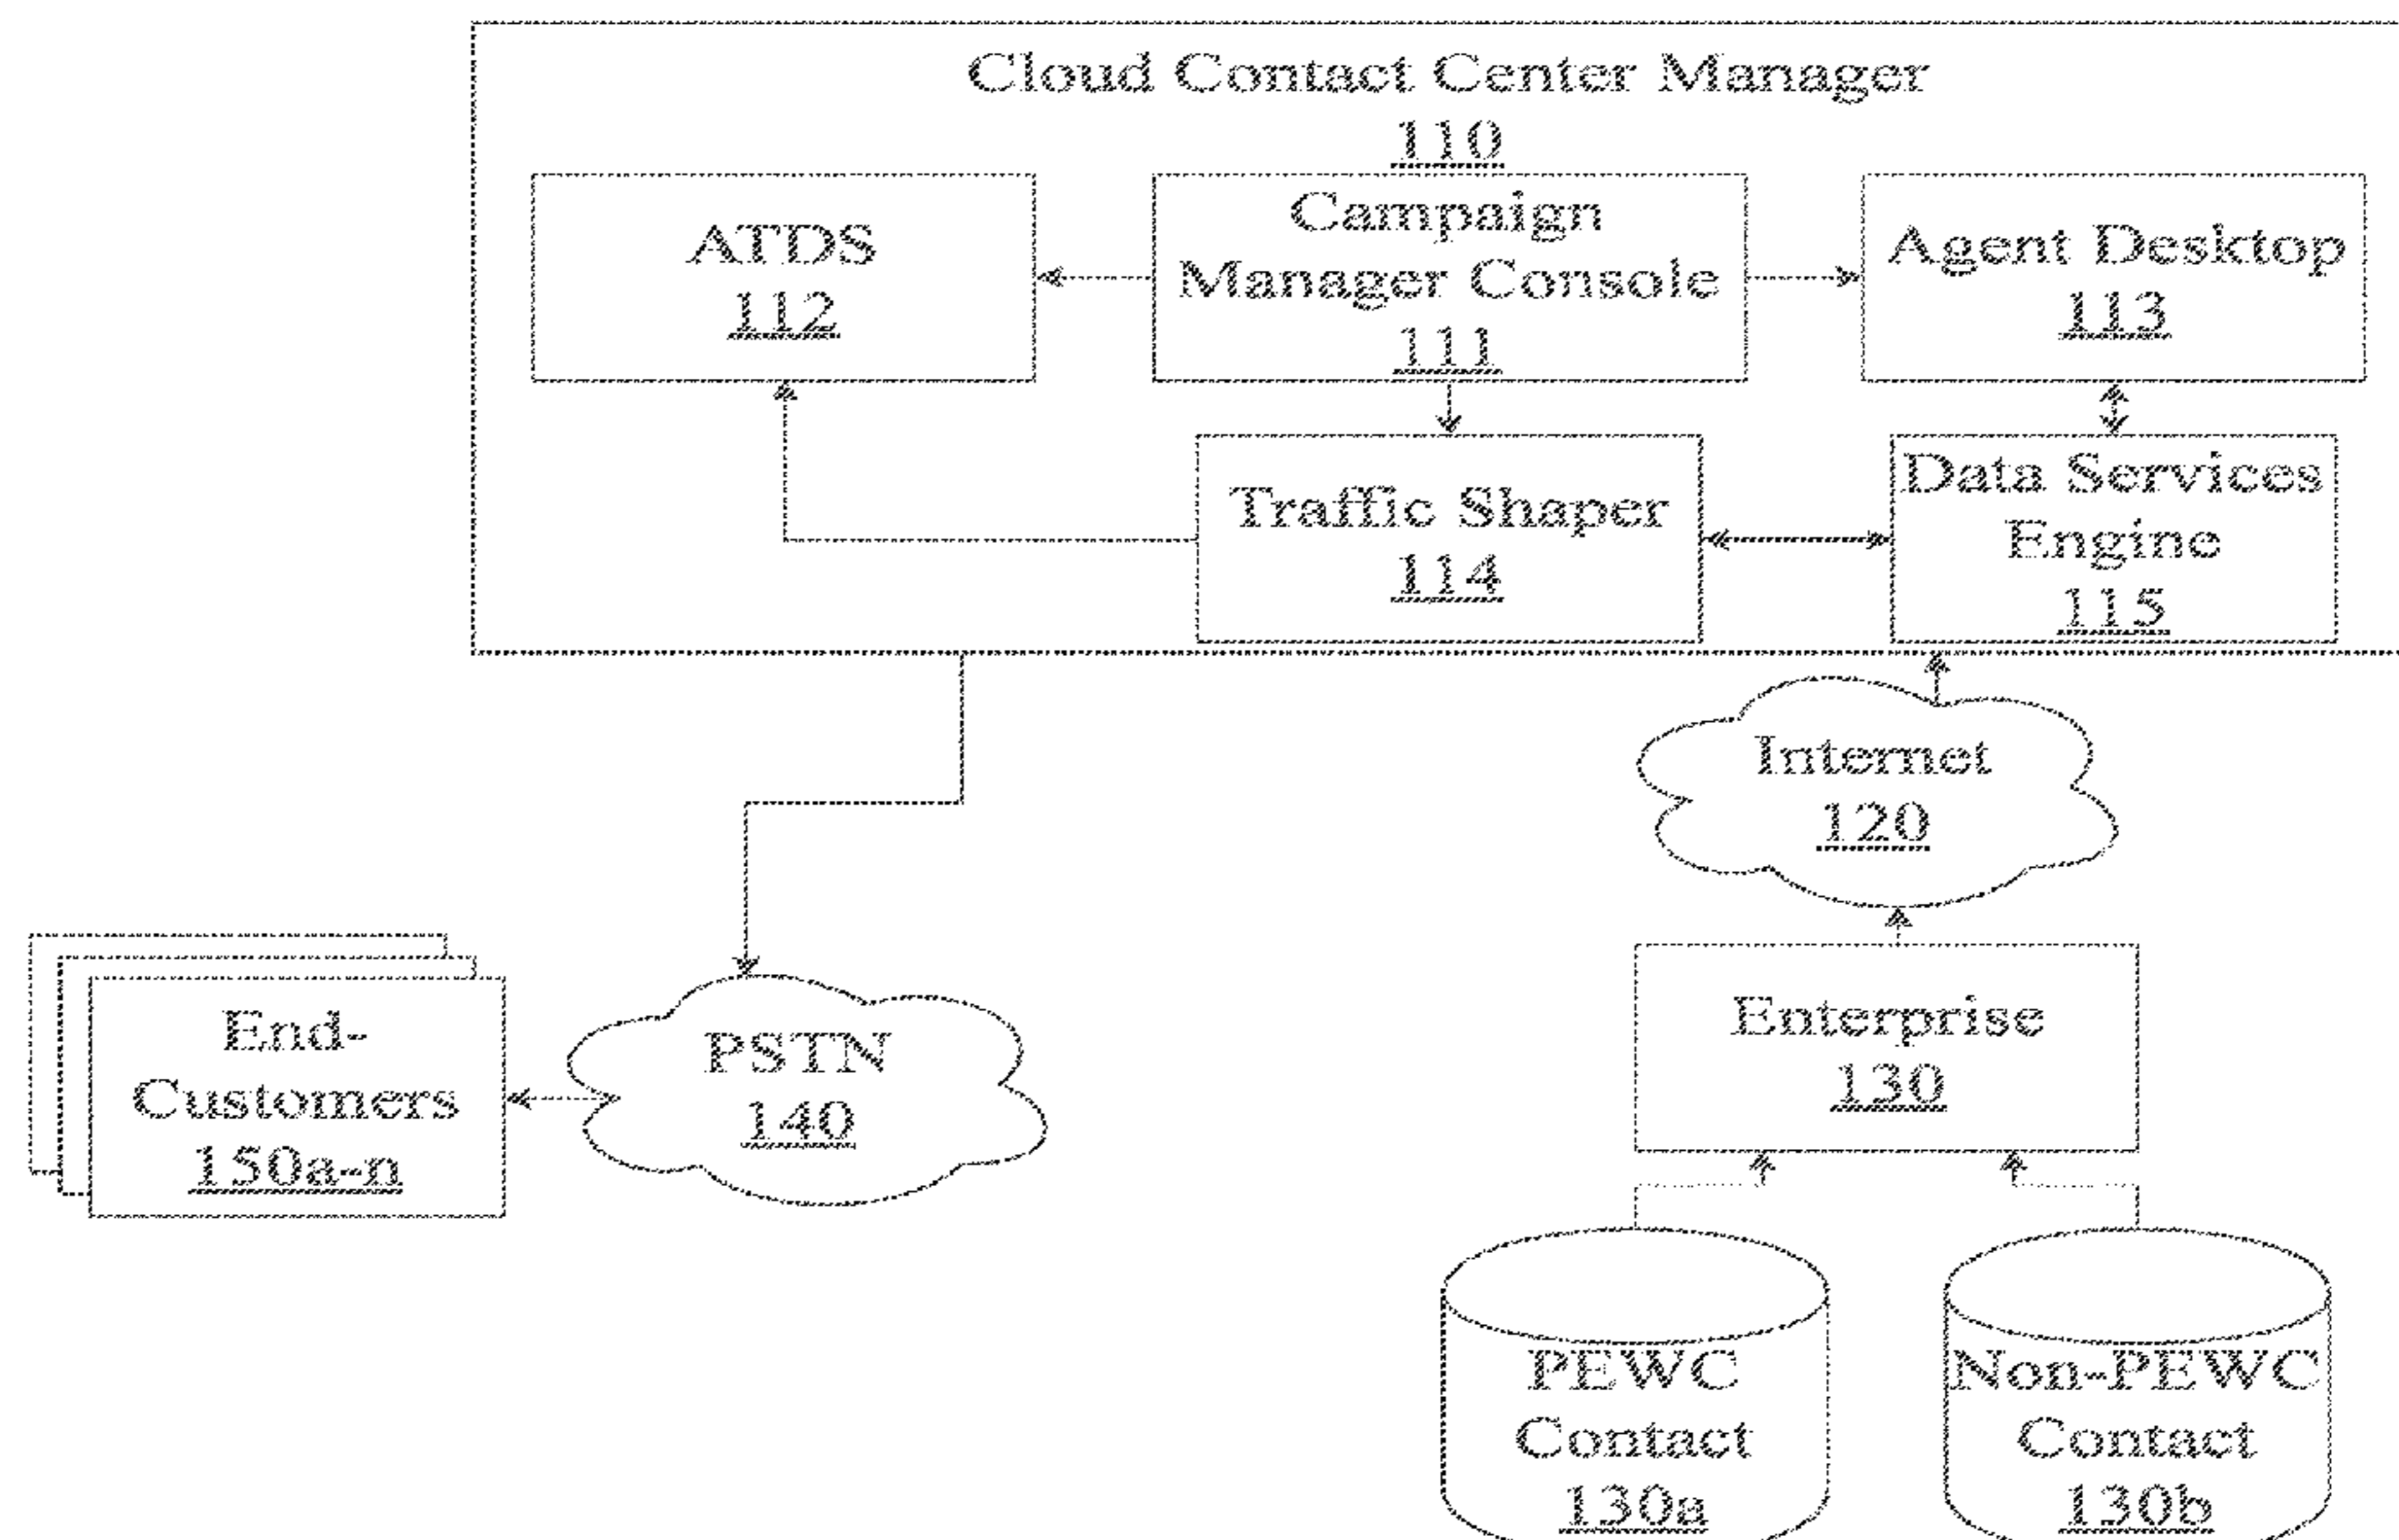 Cloud Contact Center Manager
110
ATDS
112
Campaign
Manager Console
111
Agent Desktop
113
Traffic Shaper
114
Data Services
Engine
115
Internet
120
End-
Customers
150a-n
PSTN
140
Enterprise
130
PEWC
Contact
130a
Non-PEWC
Contact
130b